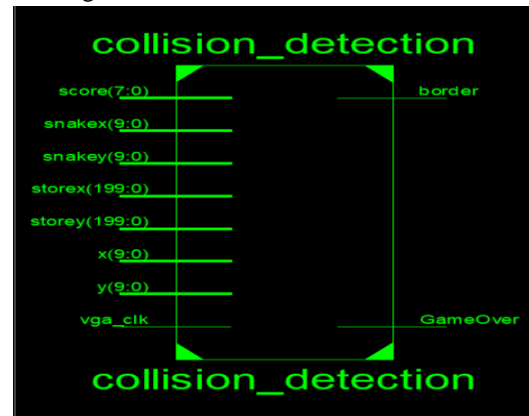 collision_detection
score(7:0)
border
snakex(9:0)
snakey(9:0)
storex(199:0)
storey(199:0)
x(9:0)
y(9:0)
vga_clk
GameOver
collision_detection